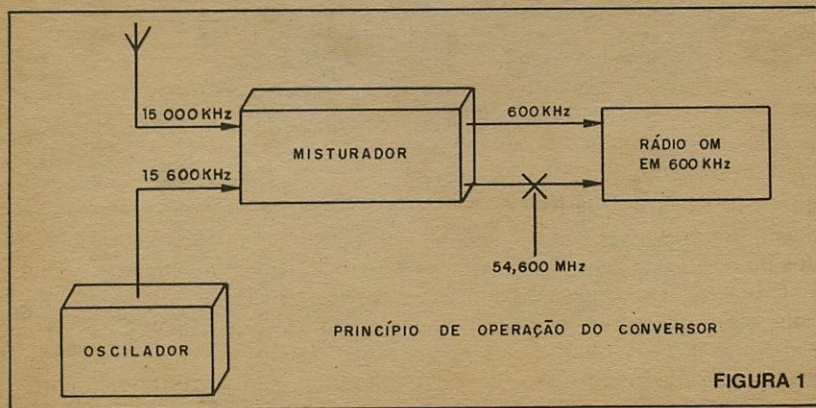 15 000 KHz
MISTURADOR
600 KHz
RÁDIO OM
EM 600 KHz
15 600 KHz
54,600 MHz
OSCILADOR
PRINCÍPIO DE OPERAÇÃO DO CONVERSOR
FIGURA 1